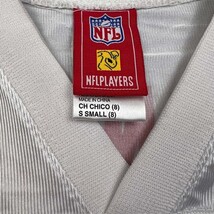 NFL
NFLPLAYERS
MADE IN CHINA
CH CHICO (8)
S SMALL (8)